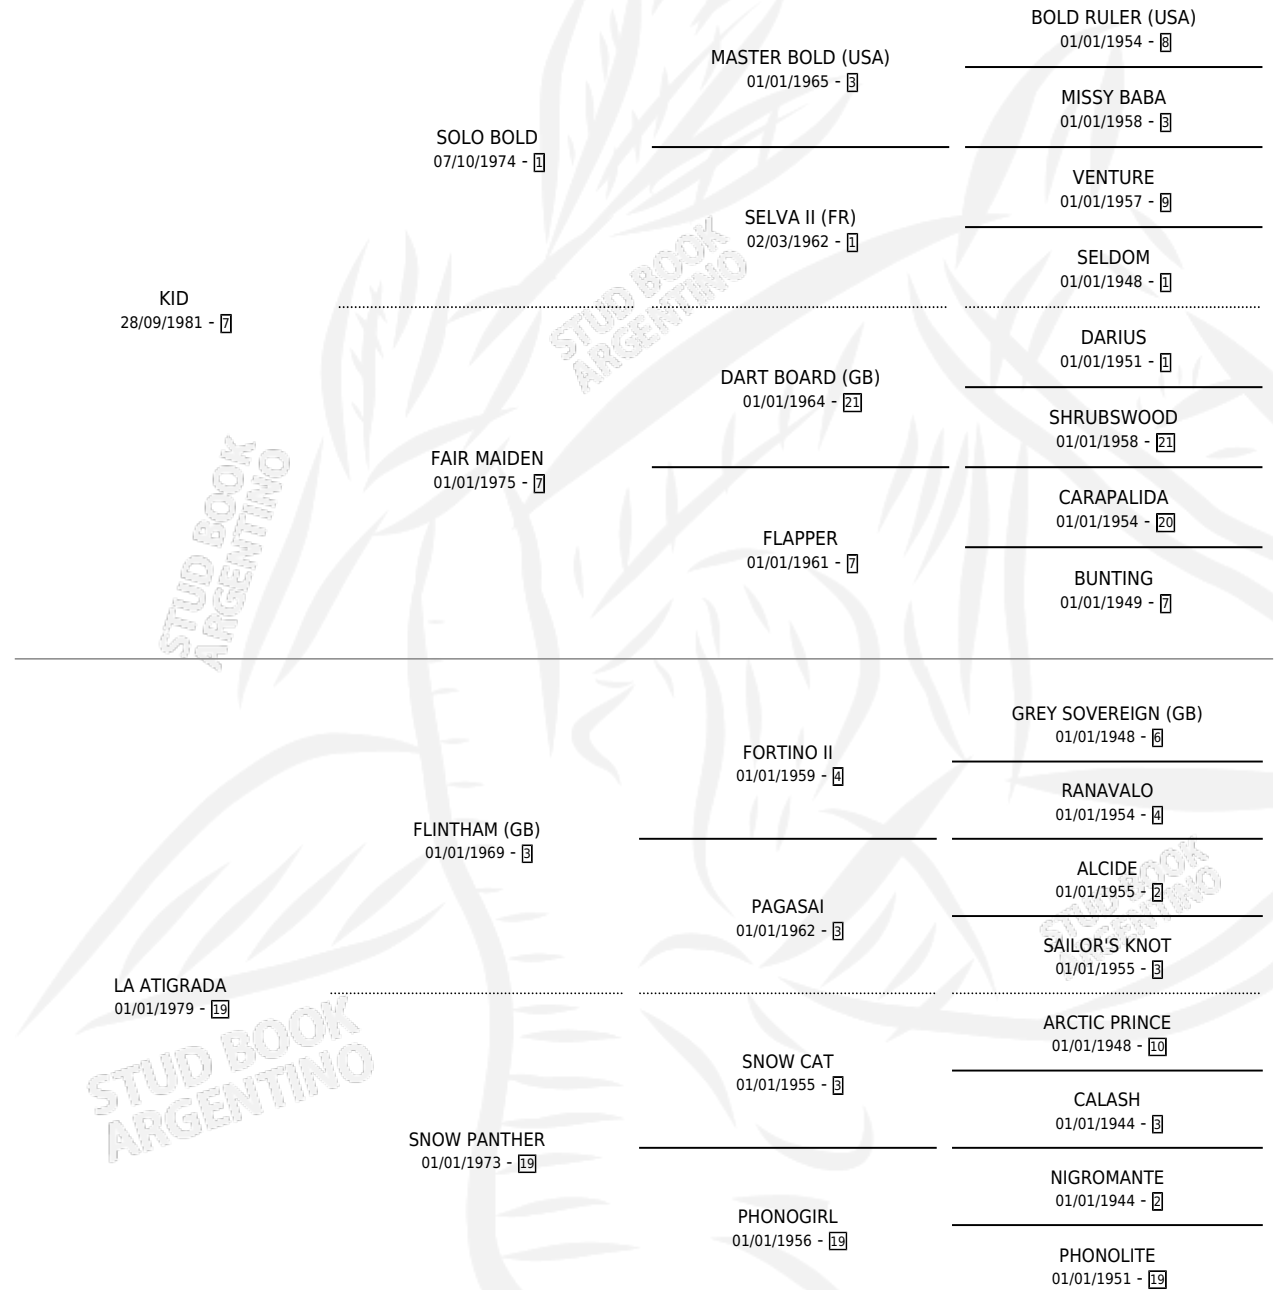 BOLD RULER (USA)
01/01/1954 - 8
MASTER BOLD (USA)
01/01/1965 - 3
MISSY BABA
01/01/1958 - 3
SOLO BOLD
07/10/1974 - 1
VENTURE
01/01/1957 - 9
SELVA II (FR)
02/03/1962 - 1
SELDOM
01/01/1948 - 1
STUD BOOK
ARGENTINO
KID
28/09/1981 - 7
DARIUS
01/01/1951 - 1
DART BOARD (GB)
01/01/1964 - 21
SHRUBSWOOD
01/01/1958 - 21
FAIR MAIDEN
01/01/1975 - 7
CARAPALIDA
01/01/1954 - 20
FLAPPER
01/01/1961 - 7
BUNTING
01/01/1949 - 7
STUD BOOK
ARGENTINO
GREY SOVEREIGN (GB)
01/01/1948 - 6
FORTINO II
01/01/1959 - 4
RANAVALO
01/01/1954 - 4
FLINTHAM (GB)
01/01/1969 - 3
ALCIDE
01/01/1955 - 2
PAGASAI
01/01/1962 - 3
SAILOR'S KNOT
01/01/1955 - 3
STUD BOOK
ARGENTINO
LA ATIGRADA
01/01/1979 - 19
ARCTIC PRINCE
01/01/1948 - 10
SNOW CAT
01/01/1955 - 3
CALASH
01/01/1944 - 3
STUD BOOK
ARGENTINO
SNOW PANTHER
01/01/1973 - 19
NIGROMANTE
01/01/1944 - 2
PHONOGIRL
01/01/1956 - 19
PHONOLITE
01/01/1951 - 19